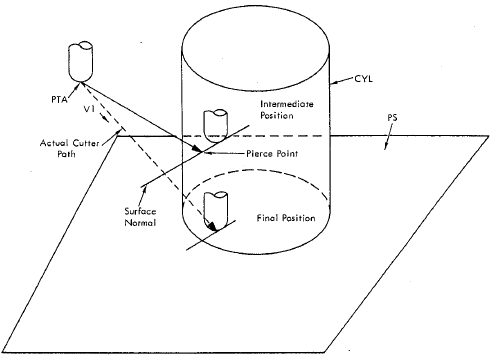 CYL
PTA
V1
Intermediate
Position
PS
Actual Cutter
Path
Pierce Point
Surface
Normal
Final Position